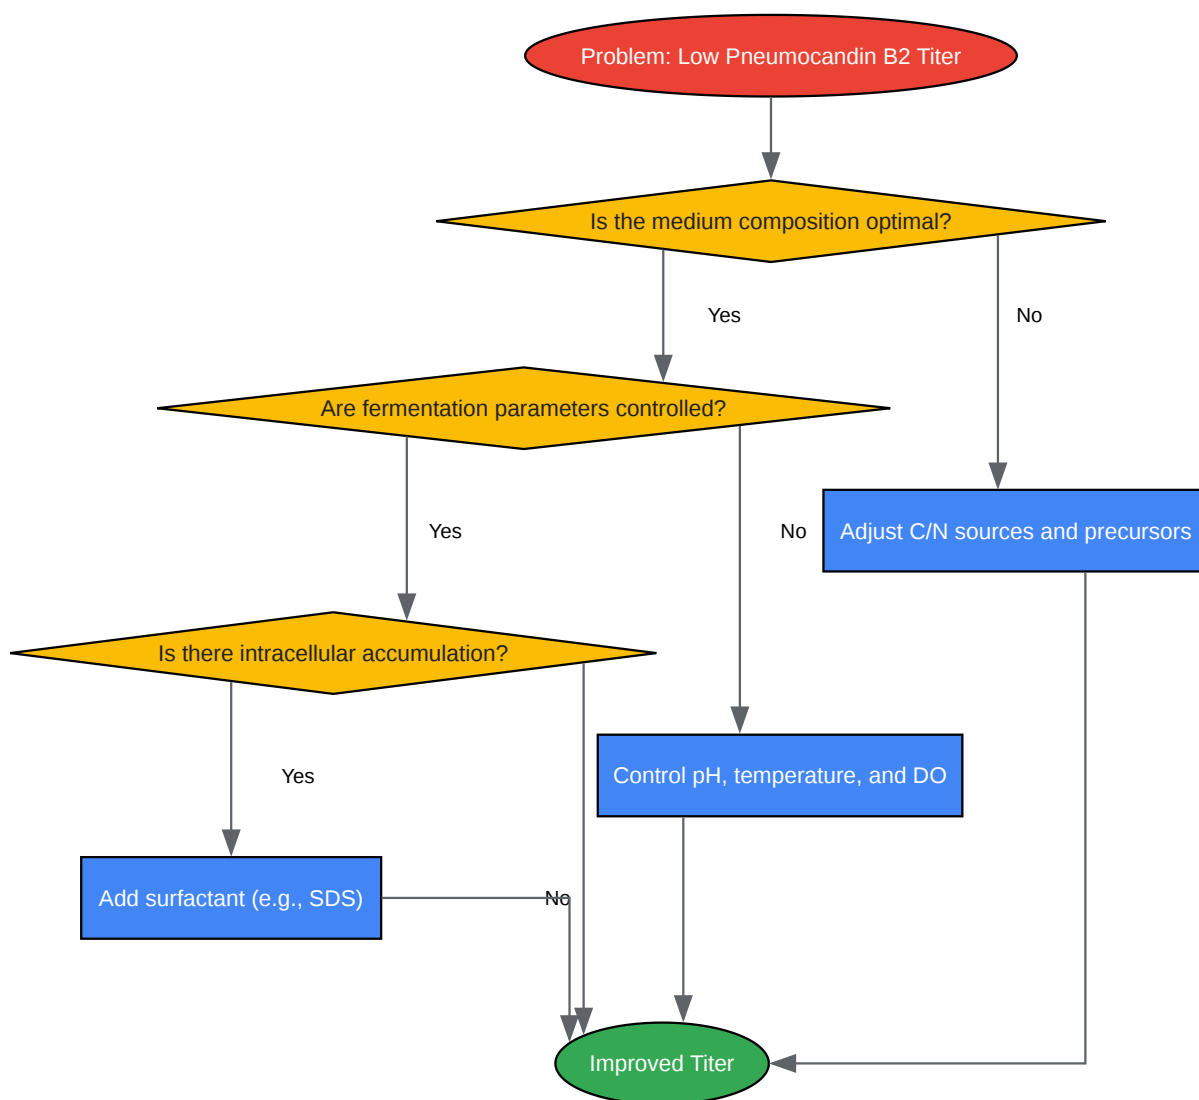 Problem: Low Pneumocandin B2 Titer
Is the medium composition optimal?
Yes
No
Are fermentation parameters controlled?
Yes
No
Adjust C/N sources and precursors
Is there intracellular accumulation?
Yes
Control pH, temperature, and DO
Add surfactant (e.g., SDS)
No
Improved Titer